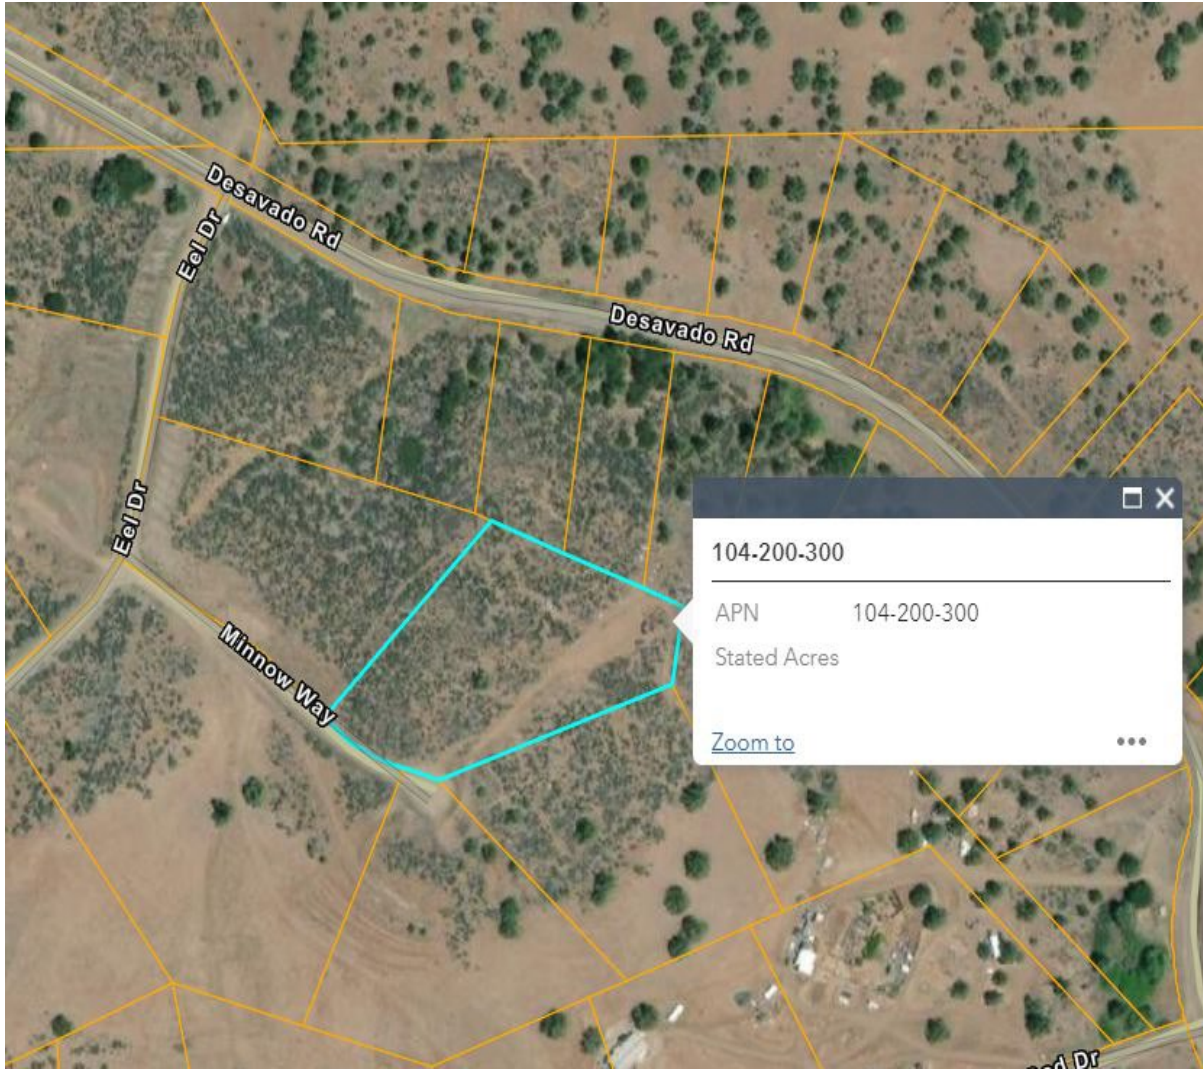 Desavado Rd
Eel Dr
Desavado Rd
Eel Dr
104-200-300
APN 104-200-300
Stated Acres
Minnow Way
Zoom to
Dr